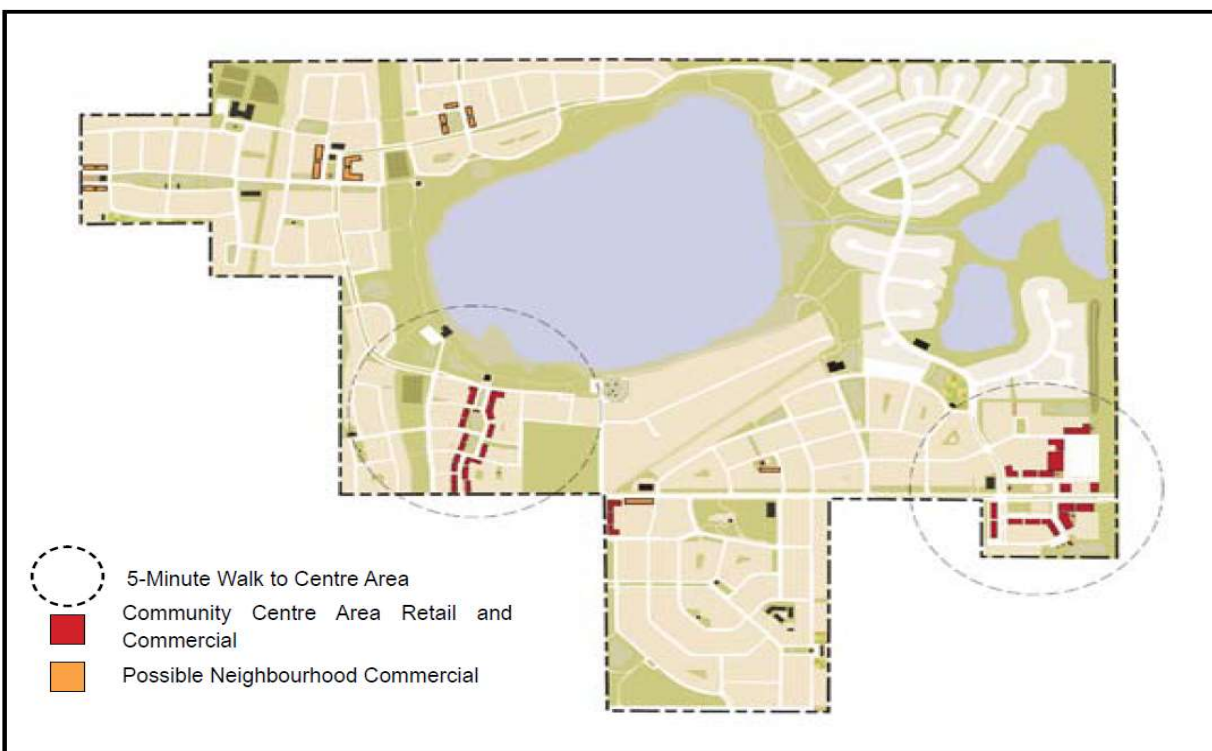 5-Minute Walk to Centre Area
Community Centre Area Retail and
Commercial
Possible Neighbourhood Commercial